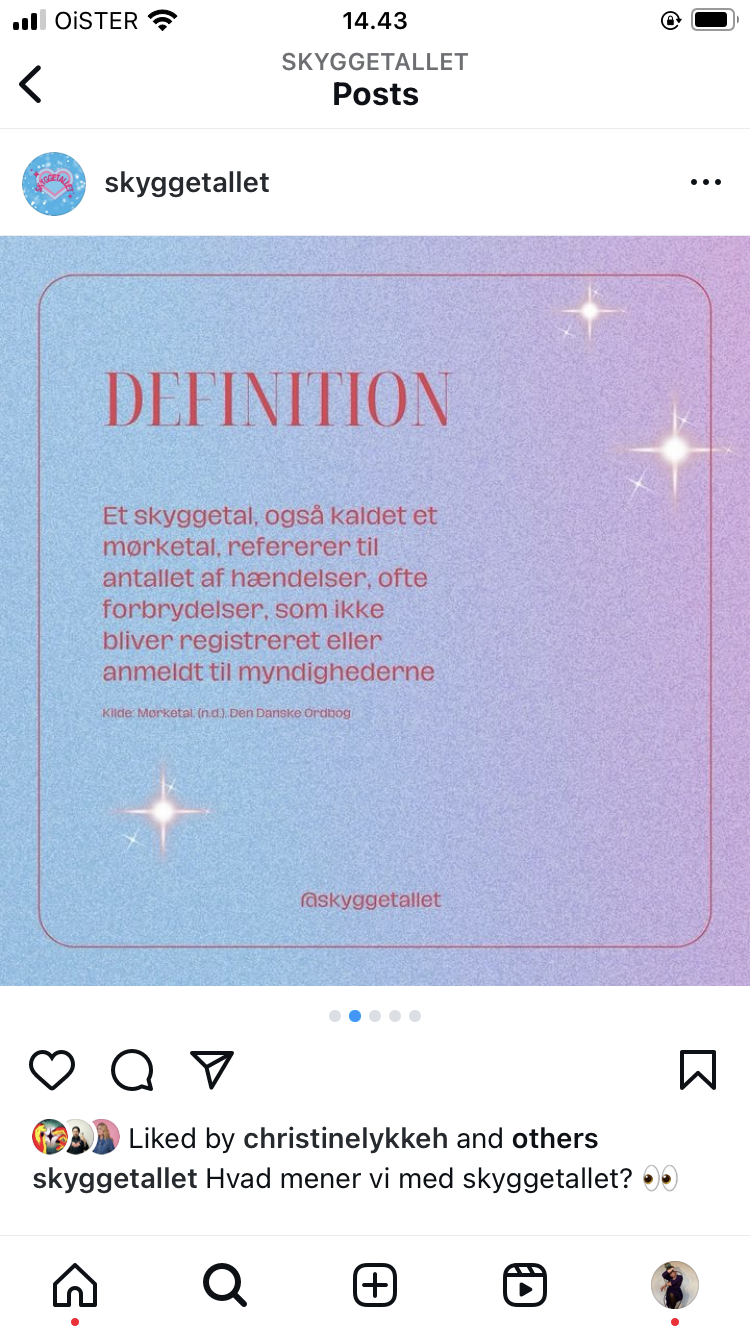 OiSTER 14.43
SKYGGETALLET
Posts
SKYGGETALLET
skyggetallet
DEFINITION
Et skyggetal, også kaldet et
mørketal, refererer til
antallet af hændelser, ofte
forbrydelser, som ikke
bliver registreret eller
anmeldt til myndighederne
Kilde: Mørketal. (n.d.). Den Danske Ordbog
@skyggetallet
Liked by christinelykkeh and others
skyggetallet Hvad mener vi med skyggetallet? 👀